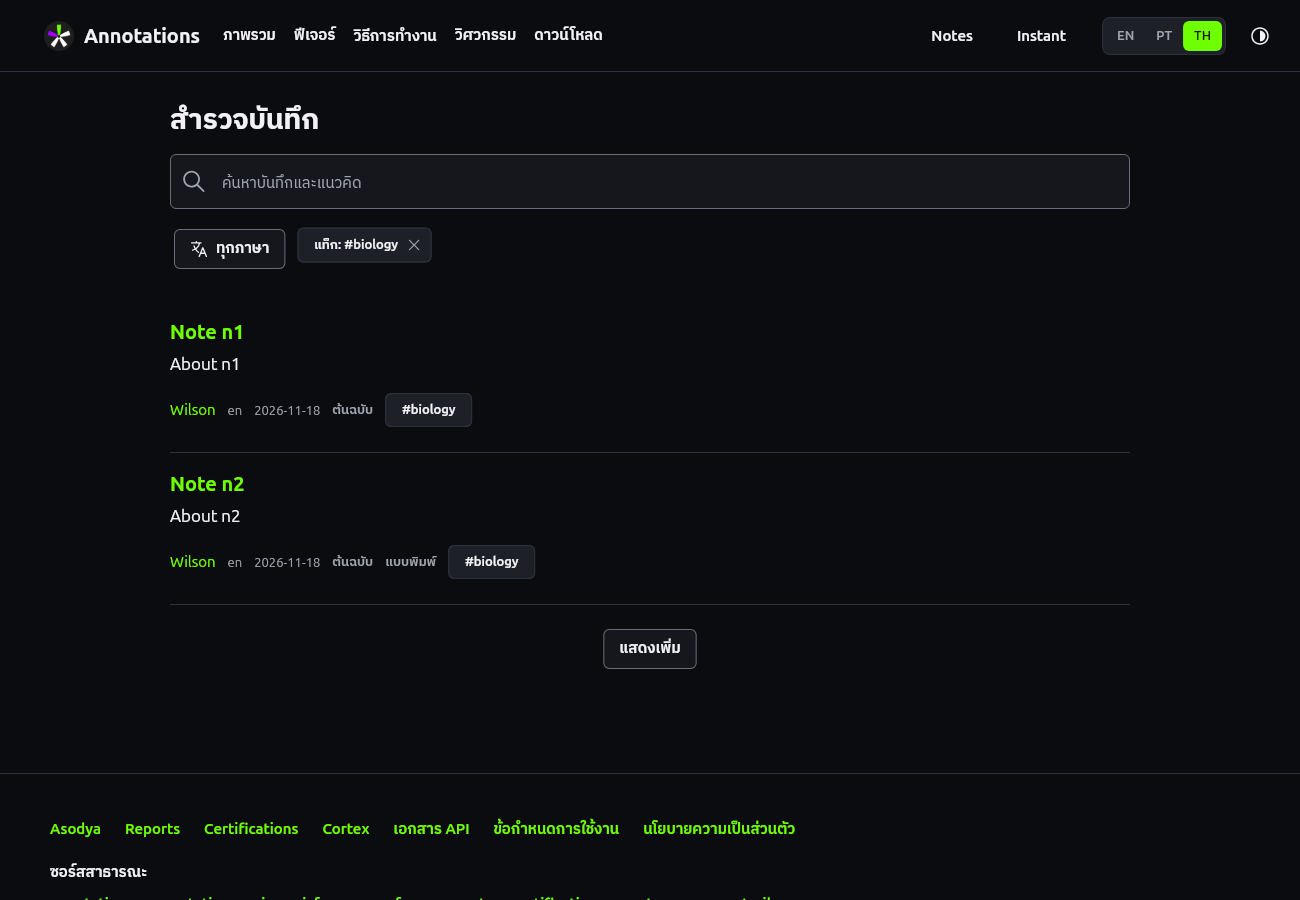 Annotations ภาพรวม ฟีเจอร์ วิธีการทำงาน วิศวกรรม ดาวน์โหลด Notes Instant EN PT TH
สำรวจบันทึก
ค้นหาบันทึกและแนวคิด
ทุกภาษา แท็ก: #biology
Note n1
About n1
Wilson en 2026-11-18 ต้นฉบับ #biology
Note n2
About n2
Wilson en 2026-11-18 ต้นฉบับ แบบพิมพ์ #biology
แสดงเพิ่ม
Asodya Reports Certifications Cortex เอกสาร API ข้อกำหนดการใช้งาน นโยบายความเป็นส่วนตัว
ซอร์สสาธารณะ